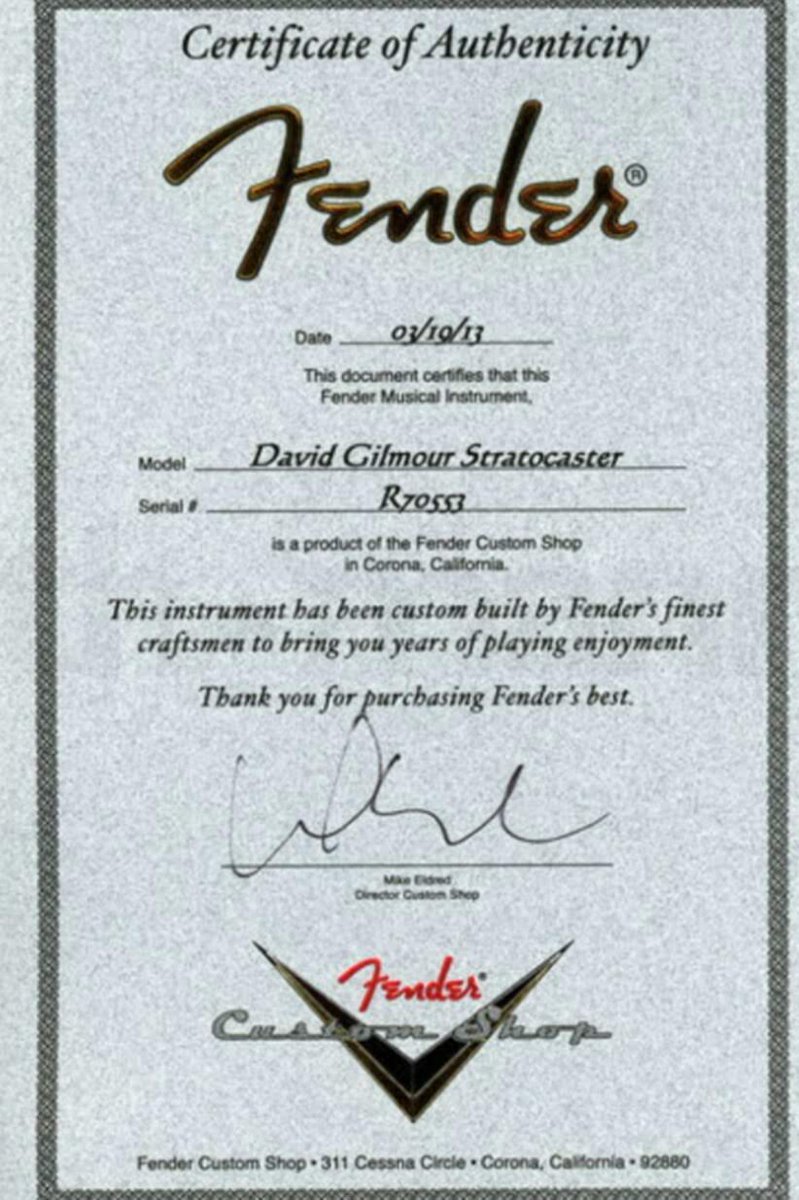 Certificate of Authenticity
Fender®
Date 03/19/13
This document certifies that this
Fender Musical Instrument,
Model David Gilmour Stratocaster
Serial # R70553
is a product of the Fender Custom Shop
in Corona, California.
This instrument has been custom built by Fender's finest
craftsmen to bring you years of playing enjoyment.
Thank you for purchasing Fender's best.
Mike Eldred
Director Custom Shop
Fender®
Custom Shop
Fender Custom Shop • 311 Cessna Circle • Corona, California • 92880